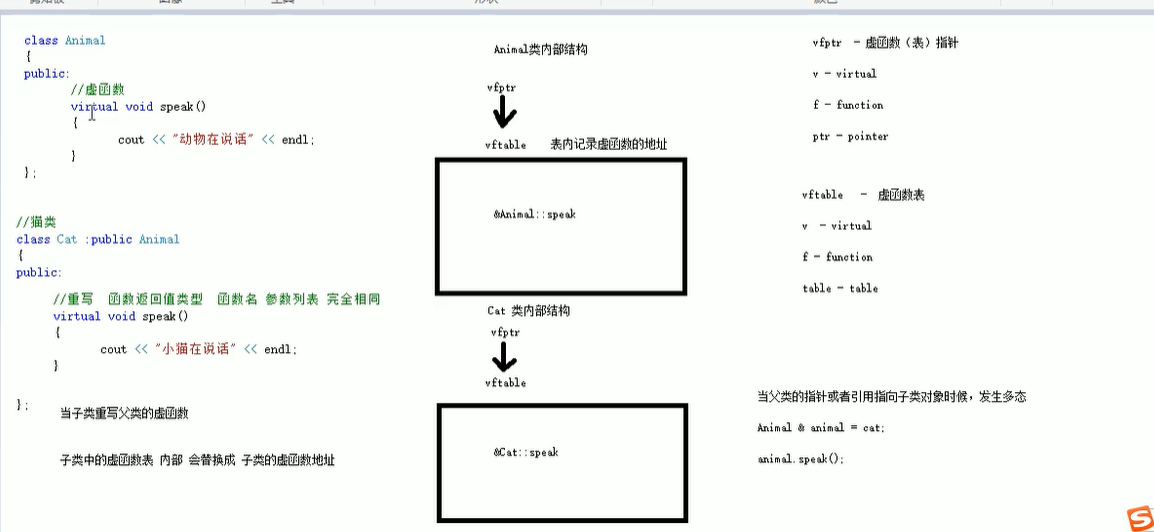 class Animal
{
public:
//虚函数
virtual void speak()
{
cout << "动物在说话" << endl;
}
};
//猫类
class Cat :public Animal
{
public:
//重写 函数返回值类型 函数名 参数列表 完全相同
virtual void speak()
{
cout << "小猫在说话" << endl;
}
};
当子类重写父类的虚函数
子类中的虚函数表 内部 会替换成 子类的虚函数地址
Animal类内部结构
vfptr
vftable 表内记录虚函数的地址
&Animal::speak
Cat 类内部结构
vfptr
vftable
&Cat::speak
vfptr - 虚函数（表）指针
v - virtual
f - function
ptr - pointer
vftable - 虚函数表
v - virtual
f - function
table - table
当父类的指针或者引用指向子类对象时候，发生多态
Animal & animal = cat;
animal.speak();
S